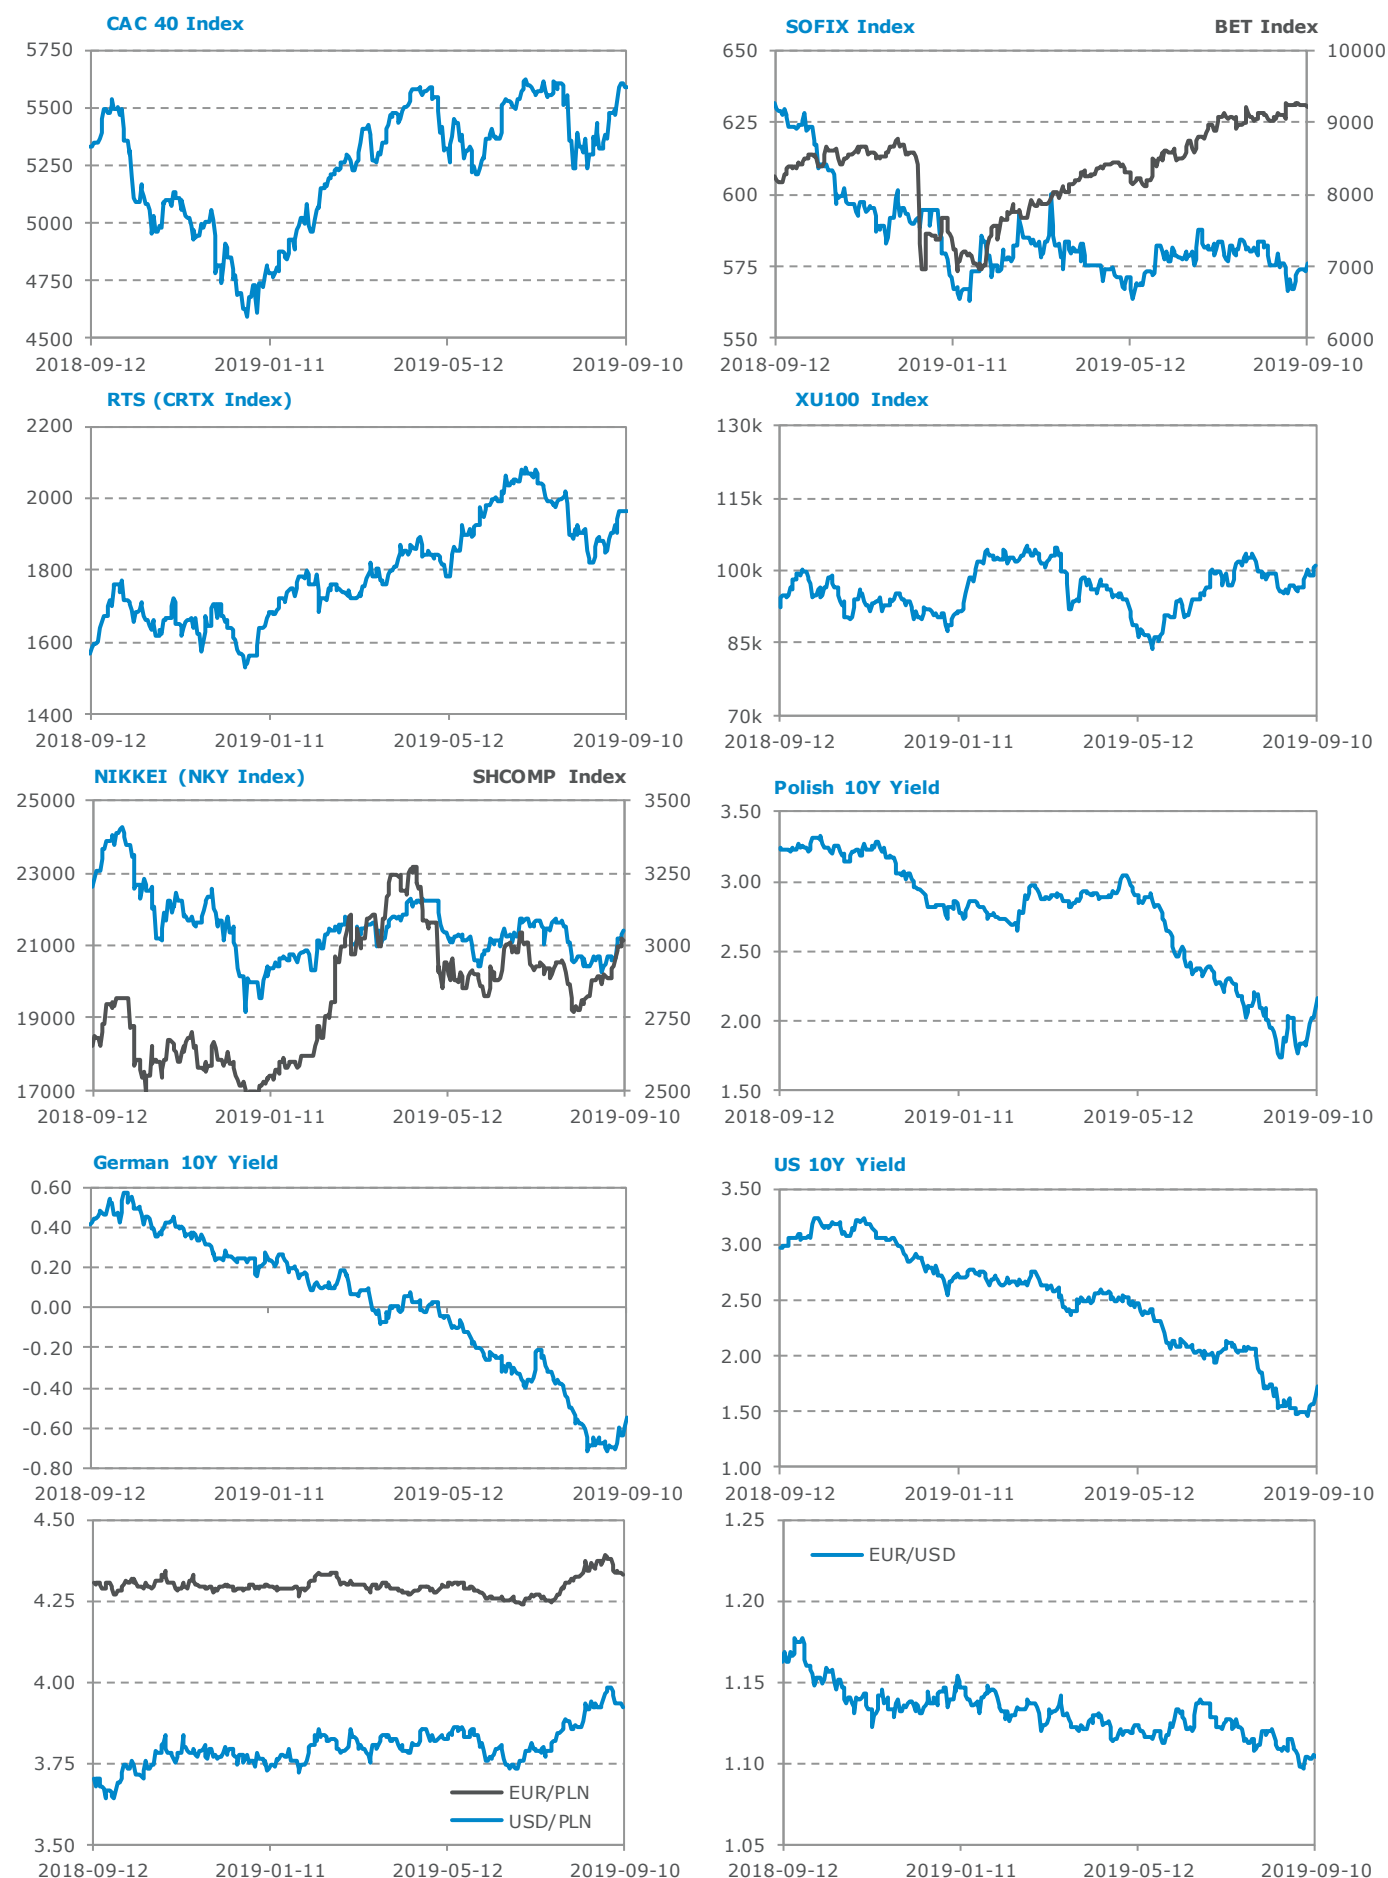 CAC 40 Index
5750
5500
5250
5000
4750
4500
2018-09-12 2019-01-11 2019-05-12 2019-09-10
SOFIX Index BET Index
650 10000
625 9000
600 8000
575 7000
550 6000
2018-09-12 2019-01-11 2019-05-12 2019-09-10
RTS (CRTX Index)
2200
2000
1800
1600
1400
2018-09-12 2019-01-11 2019-05-12 2019-09-10
XU100 Index
130k
115k
100k
85k
70k
2018-09-12 2019-01-11 2019-05-12 2019-09-10
NIKKEI (NKY Index) SHCOMP Index
25000 3500
23000 3250
21000 3000
19000 2750
17000 2500
2018-09-12 2019-01-11 2019-05-12 2019-09-10
Polish 10Y Yield
3.50
3.00
2.50
2.00
1.50
2018-09-12 2019-01-11 2019-05-12 2019-09-10
German 10Y Yield
0.60
0.40
0.20
0.00
-0.20
-0.40
-0.60
-0.80
2018-09-12 2019-01-11 2019-05-12 2019-09-10
US 10Y Yield
3.50
3.00
2.50
2.00
1.50
1.00
2018-09-12 2019-01-11 2019-05-12 2019-09-10
4.50
4.25
4.00
3.75
EUR/PLN
USD/PLN
3.50
2018-09-12 2019-01-11 2019-05-12 2019-09-10
1.25
EUR/USD
1.20
1.15
1.10
1.05
2018-09-12 2019-01-11 2019-05-12 2019-09-10